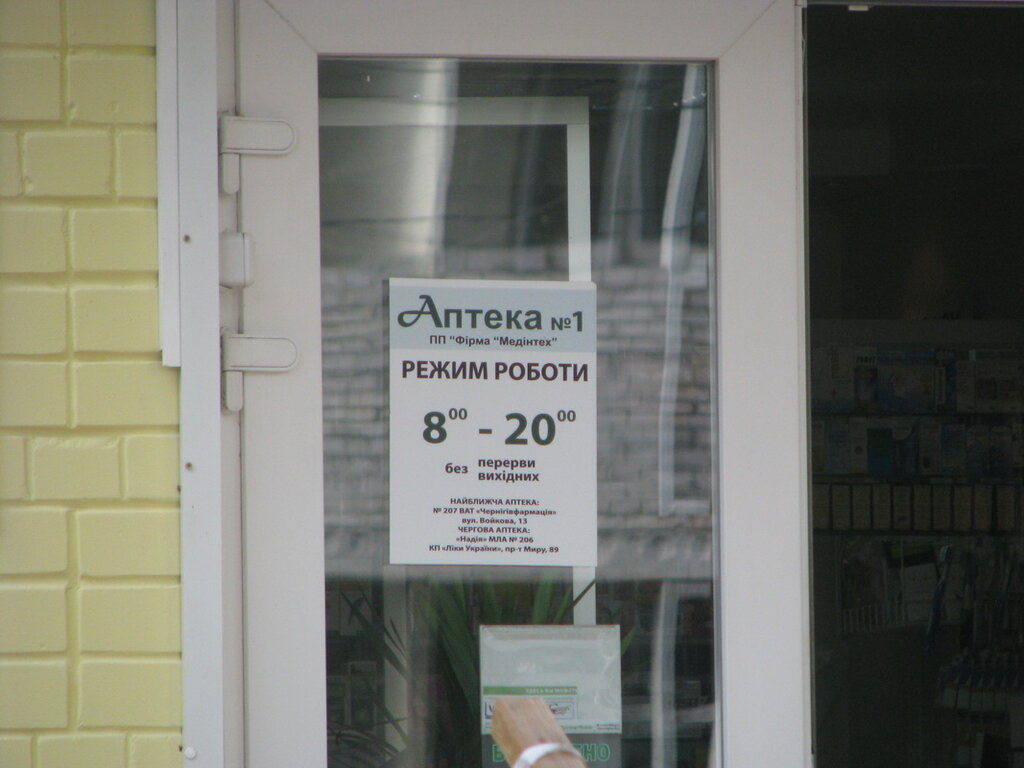 Аптека №1
ПП "Фірма "Медінтех"
РЕЖИМ РОБОТИ
8⁰⁰ - 20⁰⁰
без перерви
вихідних
НАЙБЛИЖЧА АПТЕКА:
№ 207 ВАТ «Чернігівфармація»
вул. Войкова, 13
ЧЕРГОВА АПТЕКА:
«Надія» МЛА № 206
КП «Ліки України», пр-т Миру, 89